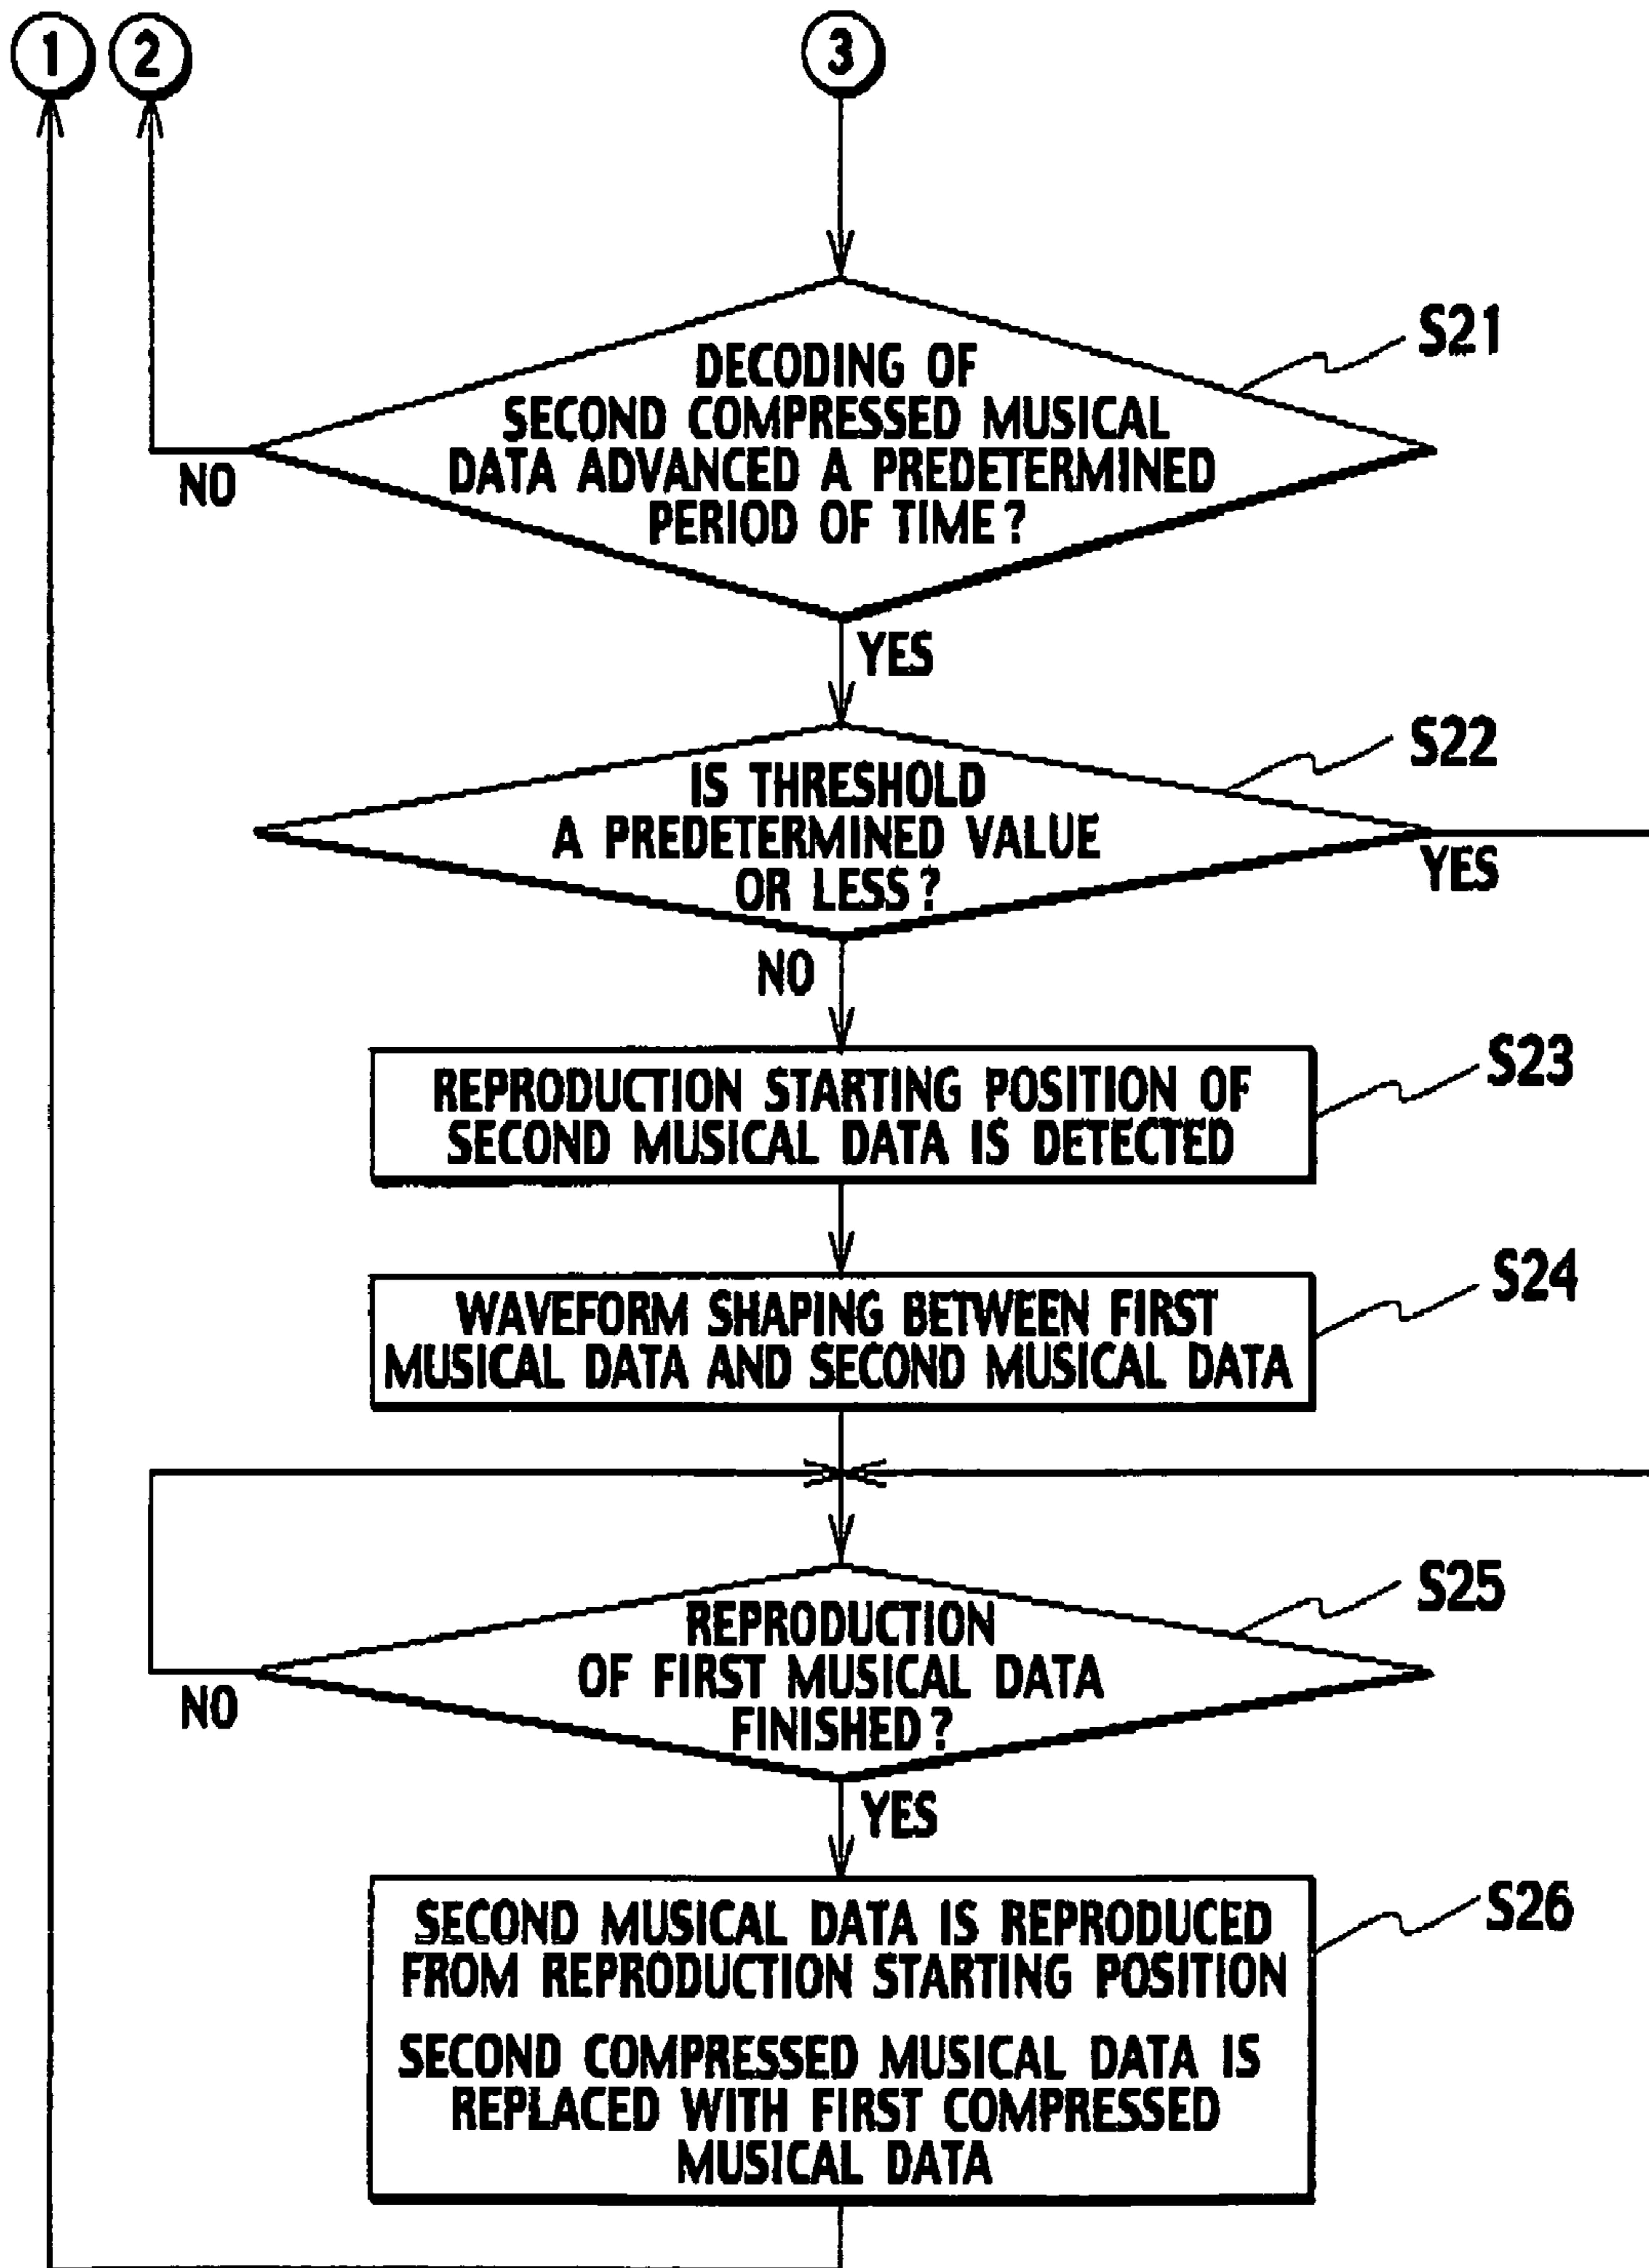 1
2
3
S21
DECODING OF
SECOND COMPRESSED MUSICAL
DATA ADVANCED A PREDETERMINED
PERIOD OF TIME?
NO
YES
S22
IS THRESHOLD
A PREDETERMINED VALUE
OR LESS?
YES
NO
S23
REPRODUCTION STARTING POSITION OF
SECOND MUSICAL DATA IS DETECTED
S24
WAVEFORM SHAPING BETWEEN FIRST
MUSICAL DATA AND SECOND MUSICAL DATA
S25
REPRODUCTION
OF FIRST MUSICAL DATA
FINISHED?
NO
YES
S26
SECOND MUSICAL DATA IS REPRODUCED
FROM REPRODUCTION STARTING POSITION
SECOND COMPRESSED MUSICAL DATA IS
REPLACED WITH FIRST COMPRESSED
MUSICAL DATA